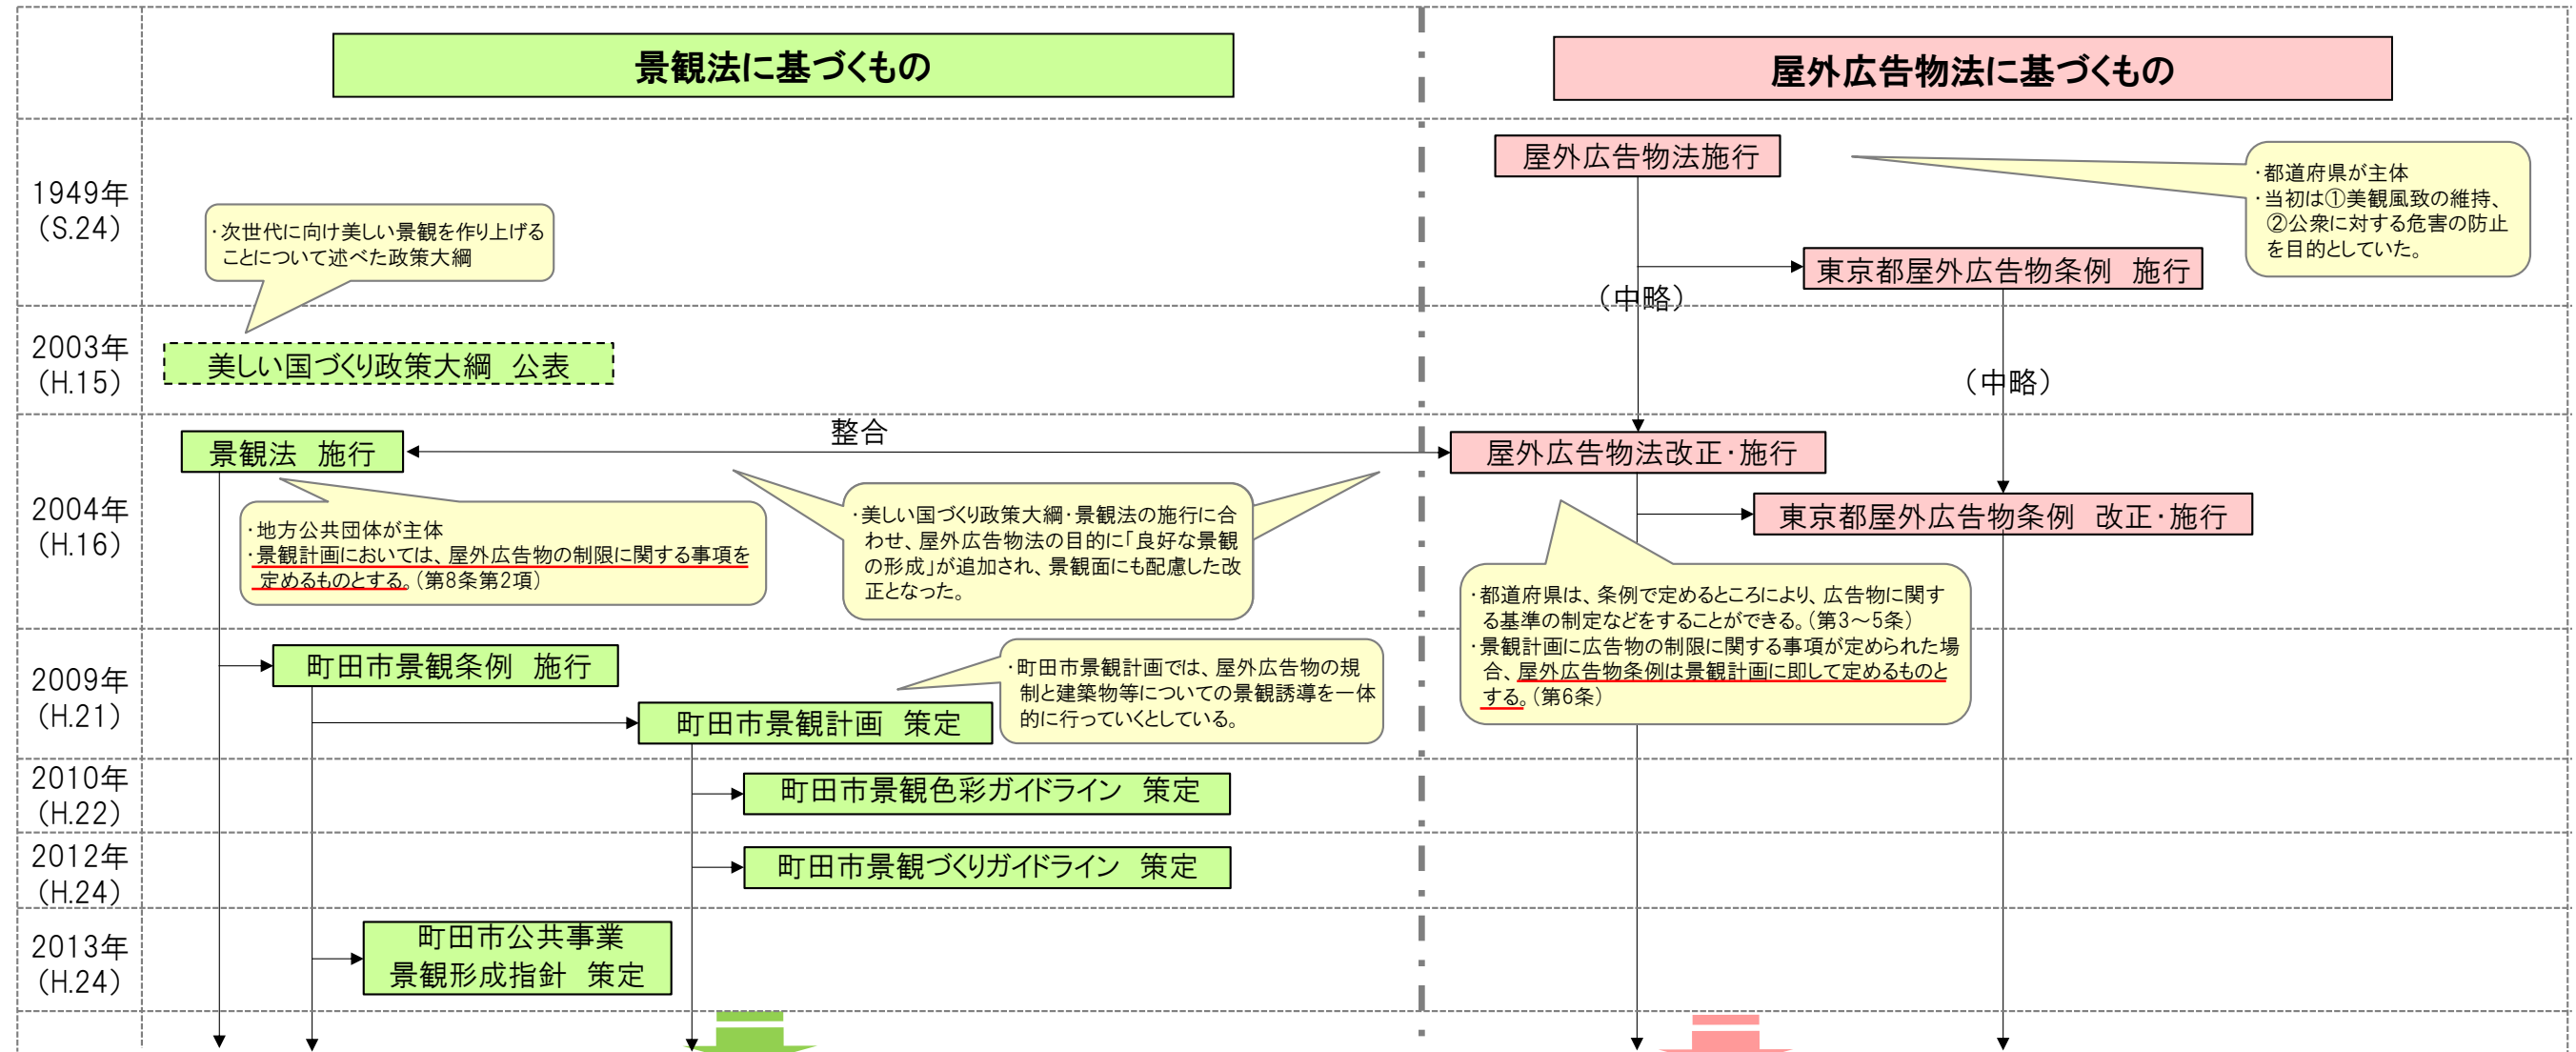 景観法に基づくもの
屋外広告物法に基づくもの
1949年
(S.24)
・次世代に向け美しい景観を作り上げる
ことについて述べた政策大綱
屋外広告物法施行
・都道府県が主体
・当初は①美観風致の維持、
②公衆に対する危害の防止
を目的としていた。
東京都屋外広告物条例　施行
（中略）
2003年
(H.15)
美しい国づくり政策大綱　公表
（中略）
2004年
(H.16)
景観法　施行
整合
屋外広告物法改正・施行
・地方公共団体が主体
・景観計画においては、屋外広告物の制限に関する事項を
定めるものとする。（第8条第2項）
・美しい国づくり政策大綱・景観法の施行に合
わせ、屋外広告物法の目的に「良好な景観
の形成」が追加され、景観面にも配慮した改
正となった。
東京都屋外広告物条例　改正・施行
・都道府県は、条例で定めるところにより、広告物に関す
る基準の制定などをすることができる。（第3～5条）
・景観計画に広告物の制限に関する事項が定められた場
合、屋外広告物条例は景観計画に即して定めるものと
する。（第6条）
2009年
(H.21)
町田市景観条例　施行
・町田市景観計画では、屋外広告物の規
制と建築物等についての景観誘導を一体
的に行っていくとしている。
町田市景観計画　策定
2010年
(H.22)
町田市景観色彩ガイドライン　策定
2012年
(H.24)
町田市景観づくりガイドライン　策定
2013年
(H.24)
町田市公共事業
景観形成指針　策定